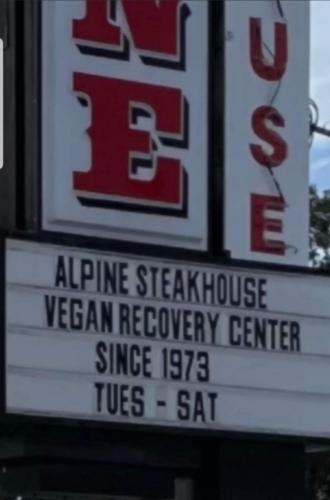 NE
USE
ALPINE STEAKHOUSE
VEGAN RECOVERY CENTER
SINCE 1973
TUES - SAT